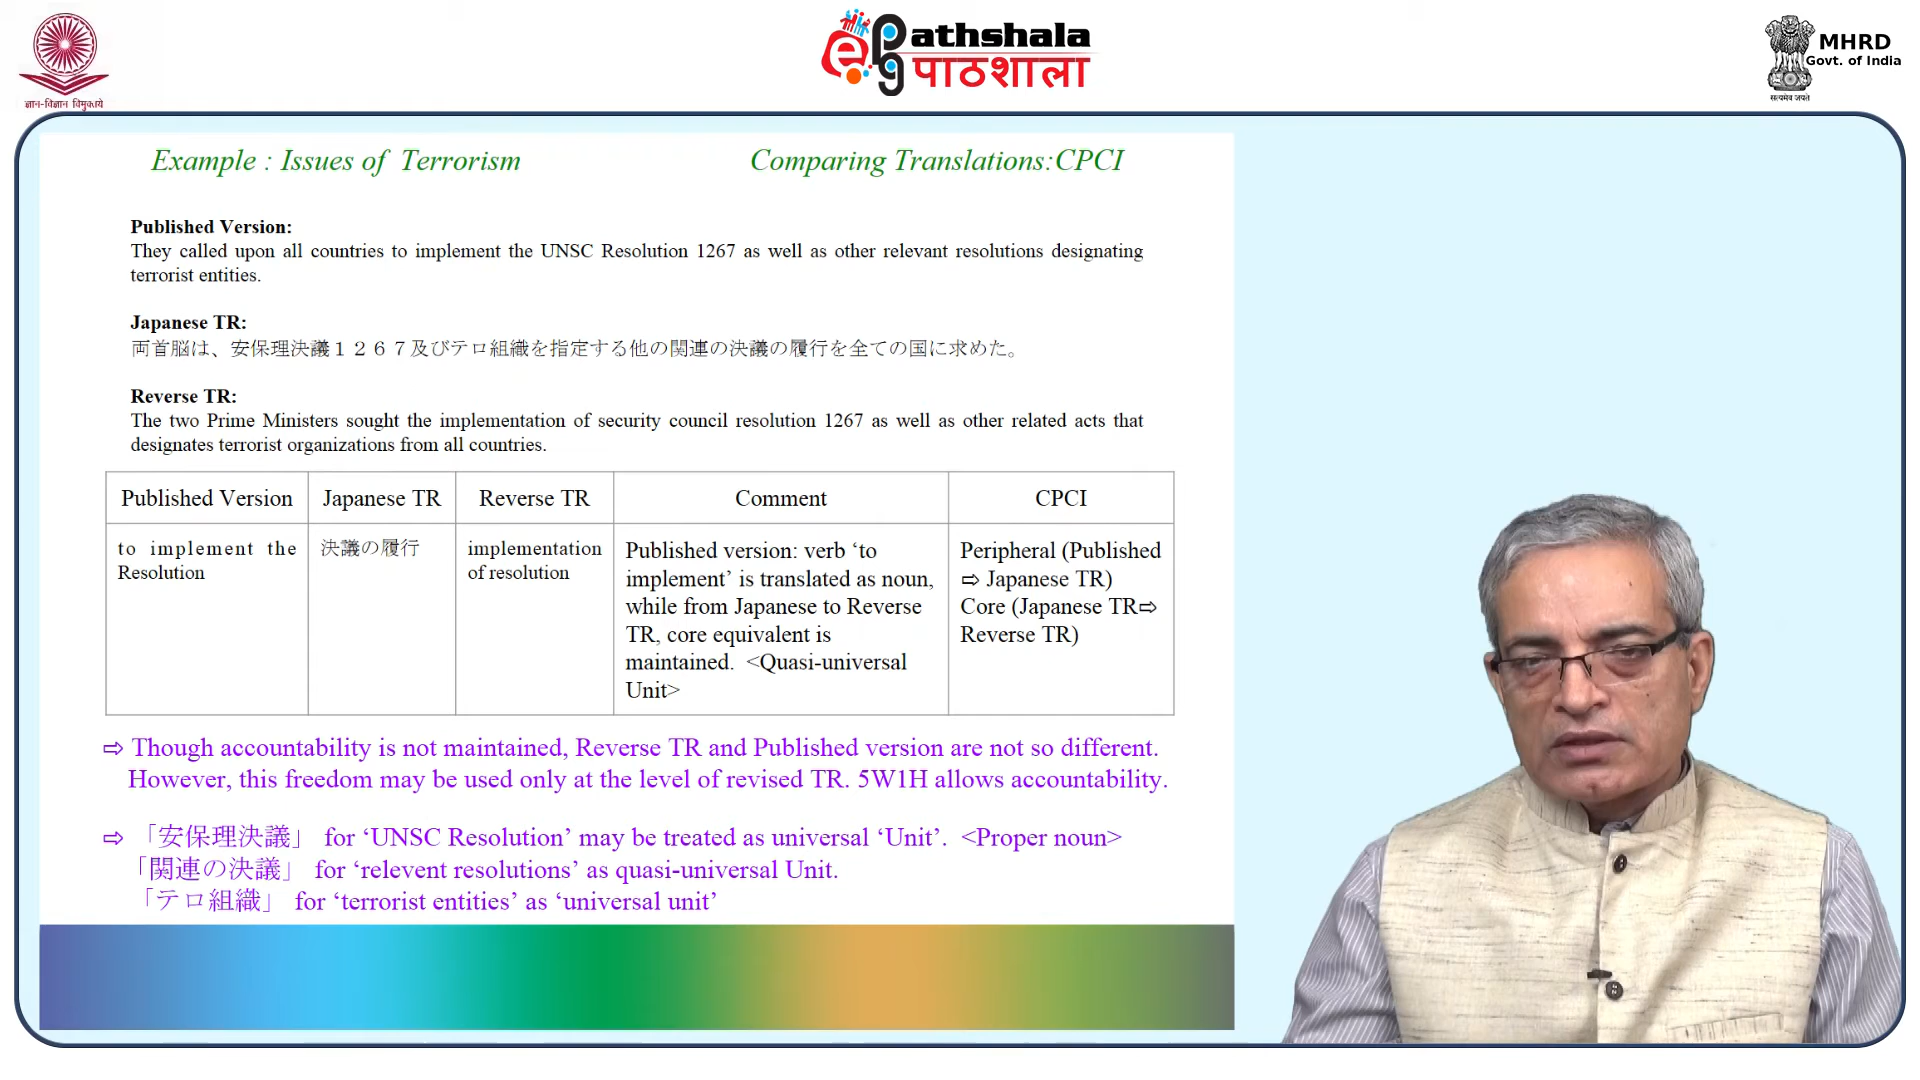 ज्ञान-विज्ञान विमुक्तये
ePathshala
पाठशाला
MHRD
Govt. of India
सत्यमेव जयते
Example : Issues of Terrorism
Comparing Translations:CPCI
Published Version:
They called upon all countries to implement the UNSC Resolution 1267 as well as other relevant resolutions designating
terrorist entities.
Japanese TR:
両首脳は、安保理決議１２６７及びテロ組織を指定する他の関連の決議の履行を全ての国に求めた。
Reverse TR:
The two Prime Ministers sought the implementation of security council resolution 1267 as well as other related acts that
designates terrorist organizations from all countries.
Published Version
Japanese TR
Reverse TR
Comment
CPCI
to implement the
Resolution
決議の履行
implementation
of resolution
Published version: verb ‘to
implement’ is translated as noun,
while from Japanese to Reverse
TR, core equivalent is
maintained. <Quasi-universal
Unit>
Peripheral (Published
⇨ Japanese TR)
Core (Japanese TR⇨
Reverse TR)
⇨ Though accountability is not maintained, Reverse TR and Published version are not so different.
However, this freedom may be used only at the level of revised TR. 5W1H allows accountability.
⇨ 「安保理決議」 for ‘UNSC Resolution’ may be treated as universal ‘Unit’. <Proper noun>
「関連の決議」 for ‘relevent resolutions’ as quasi-universal Unit.
「テロ組織」 for ‘terrorist entities’ as ‘universal unit’